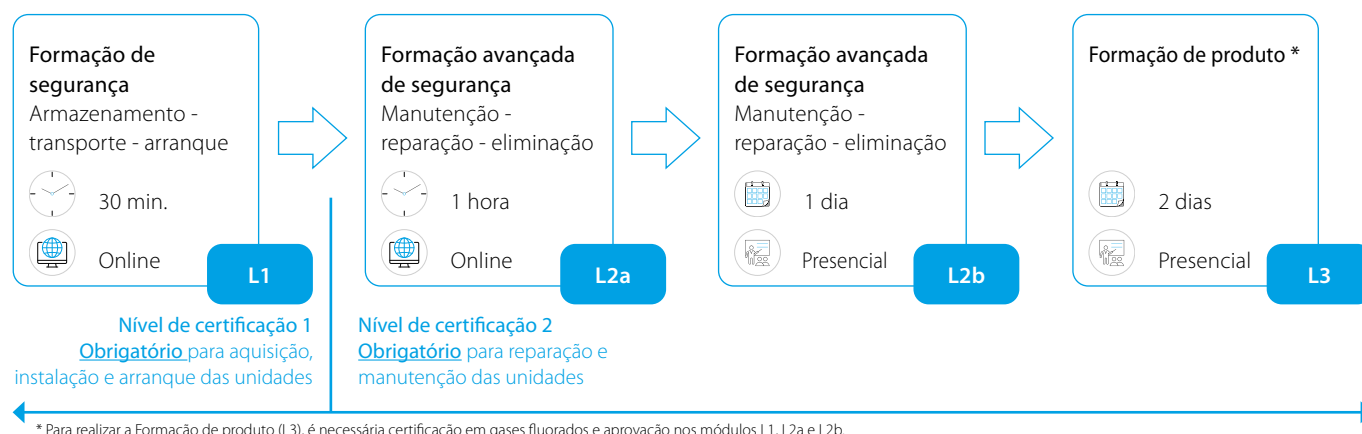 Formação de
segurança
Armazenamento -
transporte - arranque
30 min.
Online
L1
Formação avançada
de segurança
Manutenção -
reparação - eliminação
1 hora
Online
L2a
Formação avançada
de segurança
Manutenção -
reparação - eliminação
1 dia
Presencial
L2b
Formação de produto *
2 dias
Presencial
L3
Nível de certificação 1
Obrigatório para aquisição,
instalação e arranque das unidades
Nível de certificação 2
Obrigatório para reparação e
manutenção das unidades
* Para realizar a Formação de produto (L3), é necessária certificação em gases fluorados e aprovação nos módulos L1, L2a e L2b.